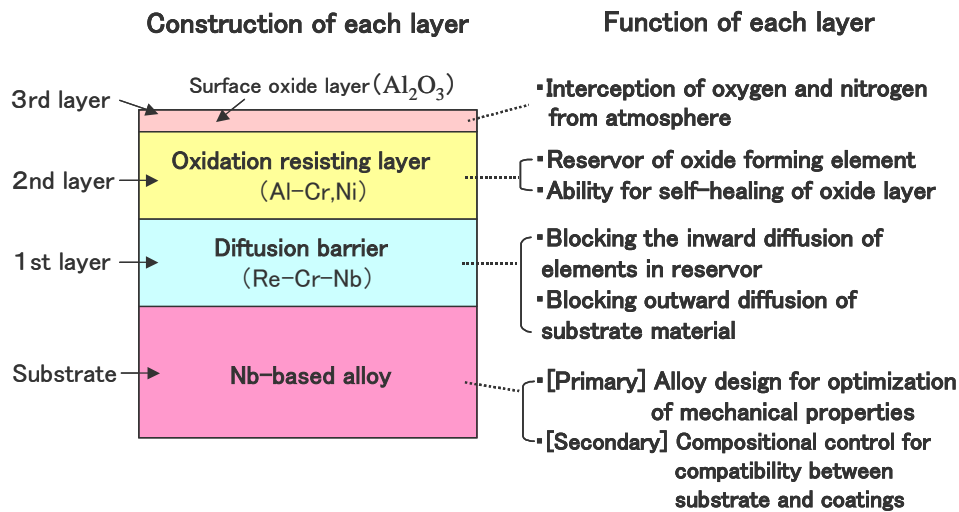 Construction of each layer
Function of each layer
3rd layer
Surface oxide layer(Al₂O₃)
・Interception of oxygen and nitrogen
from atmosphere
2nd layer
Oxidation resisting layer
(Al-Cr,Ni)
・Reservor of oxide forming element
・Ability for self-healing of oxide layer
1st layer
Diftusion barrier
(Re-Cr-Nb)
・Blocking the inward diffusion of
elements in reservor
・Blocking outward diffusion of
substrate material
Substrate
Nb-based alloy
・[Primary] Alloy design for optimization
of mechanical properties
・[Secondary] Compositional control for
compatibility between
substrate and coatings